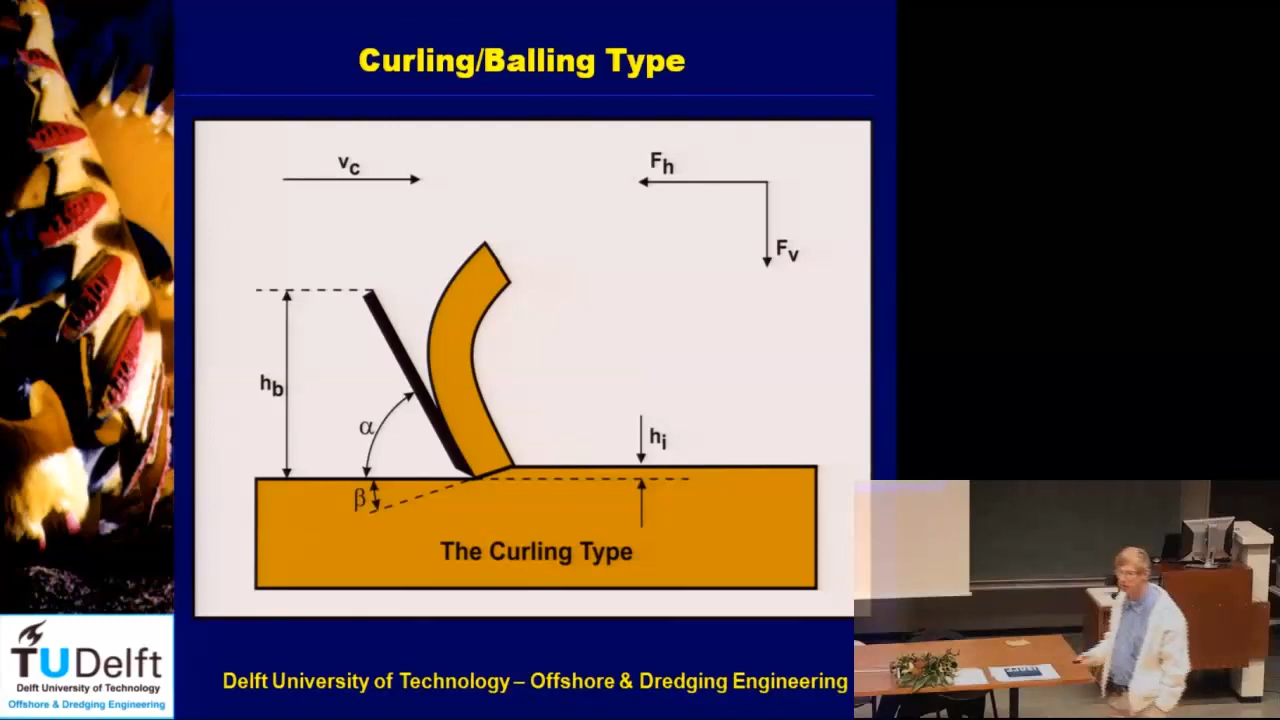 Curling/Balling Type
vc
Fh
Fv
hb
α
hi
β
The Curling Type
TUDelft
Delft University of Technology
Offshore & Dredging Engineering
Delft University of Technology – Offshore & Dredging Engineering